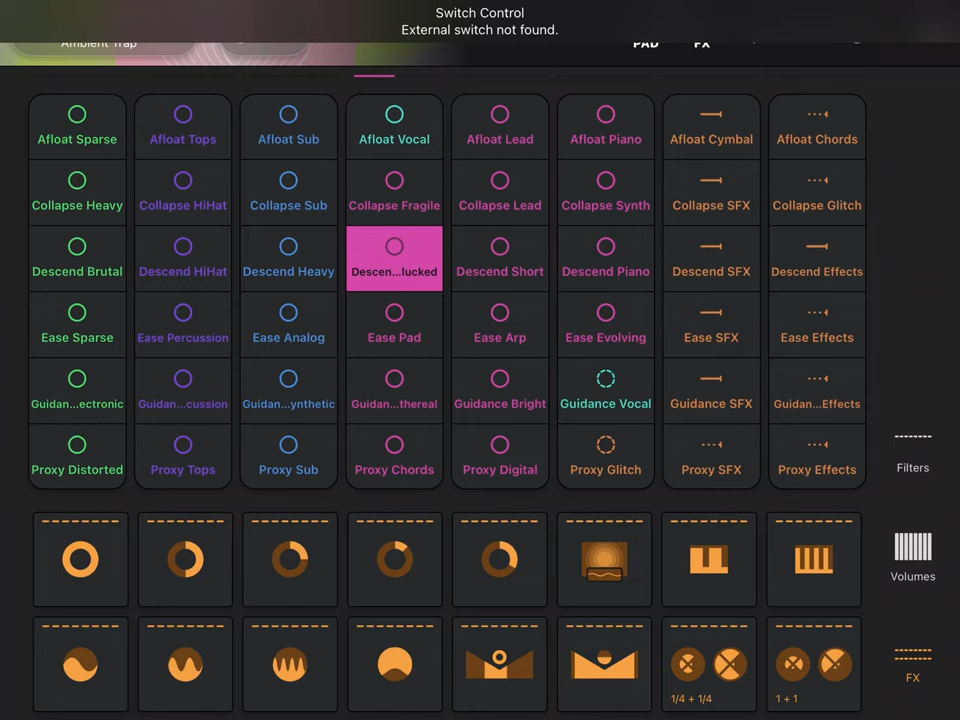 Switch Control
External switch not found.
Ambient Trap
PAD FX
Afloat Sparse Afloat Tops Afloat Sub Afloat Vocal Afloat Lead Afloat Piano Afloat Cymbal Afloat Chords
Collapse Heavy Collapse HiHat Collapse Sub Collapse Fragile Collapse Lead Collapse Synth Collapse SFX Collapse Glitch
Descend Brutal Descend HiHat Descend Heavy Descen...lucked Descend Short Descend Piano Descend SFX Descend Effects
Ease Sparse Ease Percussion Ease Analog Ease Pad Ease Arp Ease Evolving Ease SFX Ease Effects
Guidan...ectronic Guidan...cussion Guidan...ynthetic Guidan...thereal Guidance Bright Guidance Vocal Guidance SFX Guidan...Effects
Proxy Distorted Proxy Tops Proxy Sub Proxy Chords Proxy Digital Proxy Glitch Proxy SFX Proxy Effects
Filters
Volumes
FX
1/4 + 1/4 1 + 1